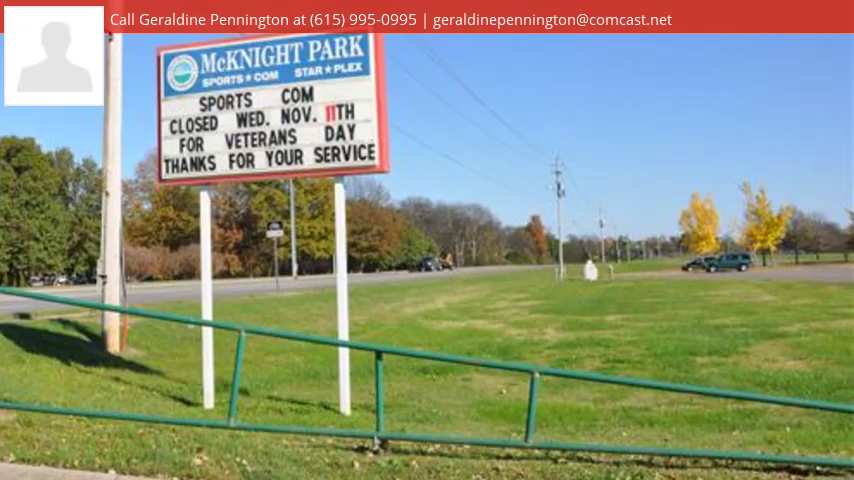 Call Geraldine Pennington at (615) 995-0995 | geraldinepennington@comcast.net
McKNIGHT PARK
SPORTS★COM STAR★PLEX
SPORTS COM
CLOSED WED. NOV. 11TH
FOR VETERANS DAY
THANKS FOR YOUR SERVICE